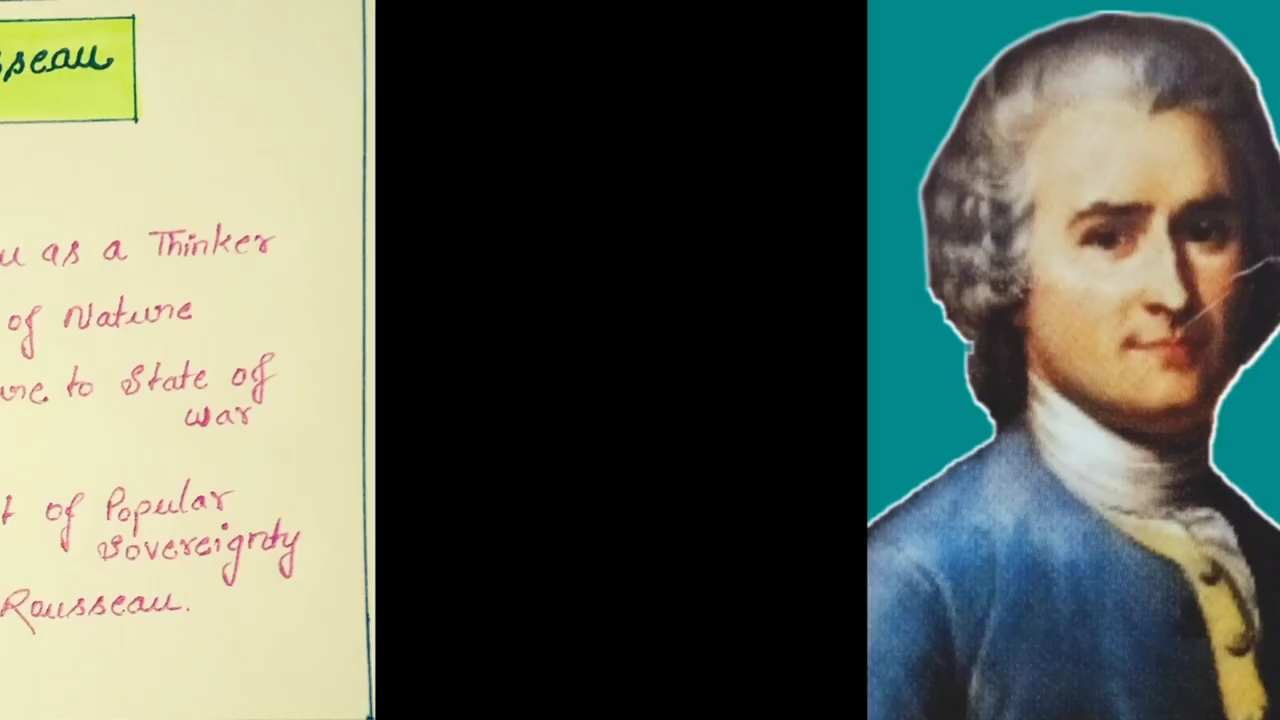 sseau
u as a Thinker
of Nature
ure to State of
war
t of Popular
Sovereignty
Rousseau.